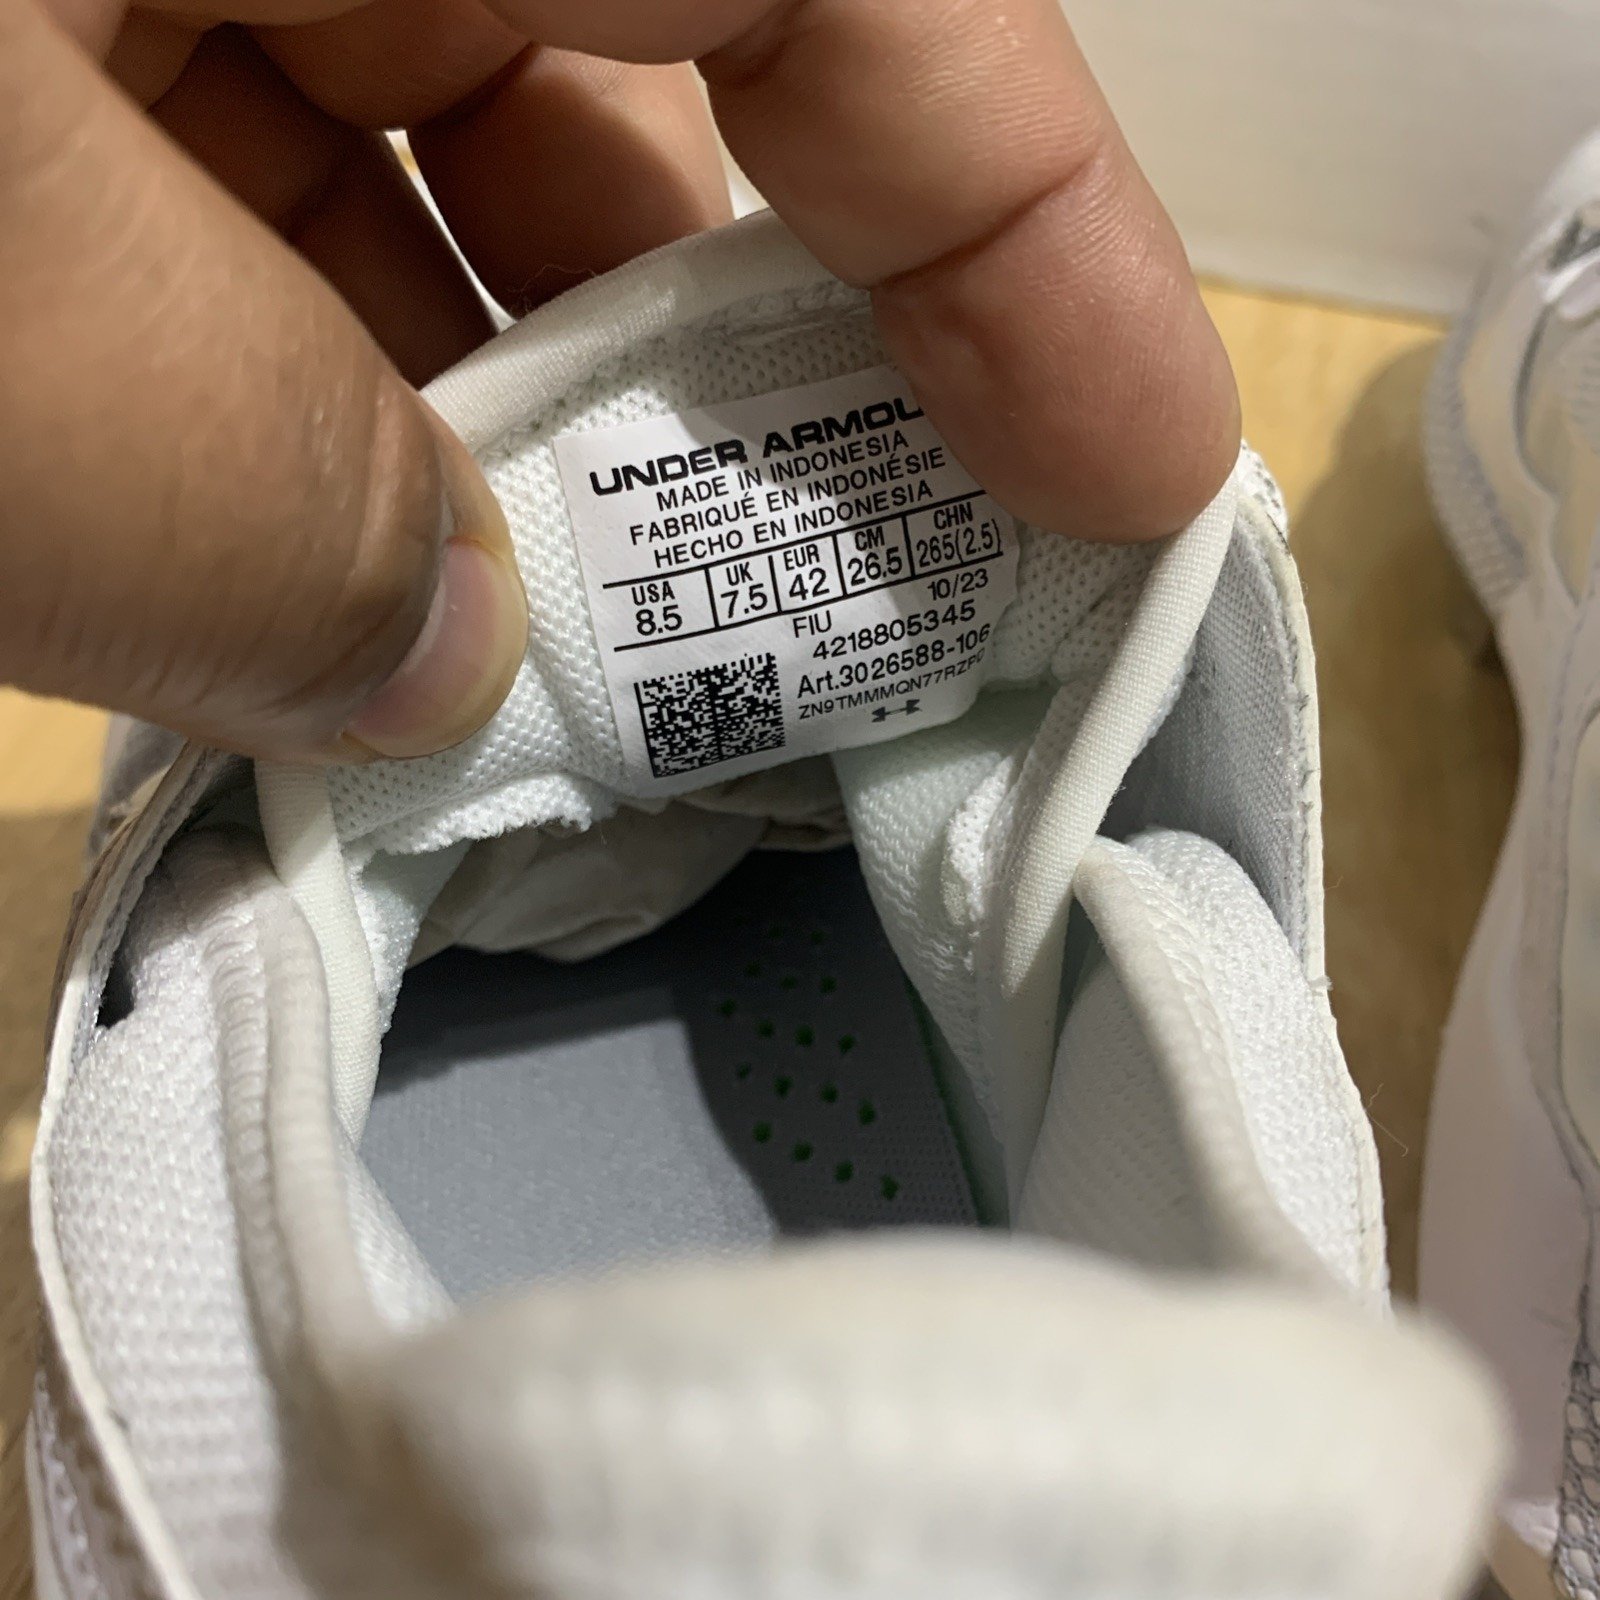 UNDER ARMOU
MADE IN INDONESIA
FABRIQUÉ EN INDONÉSIE
HECHO EN INDONESIA
USA UK EUR CM CHN
8.5 7.5 42 26.5 265(2.5)
FIU 10/23
4218805345
Art.3026588-106